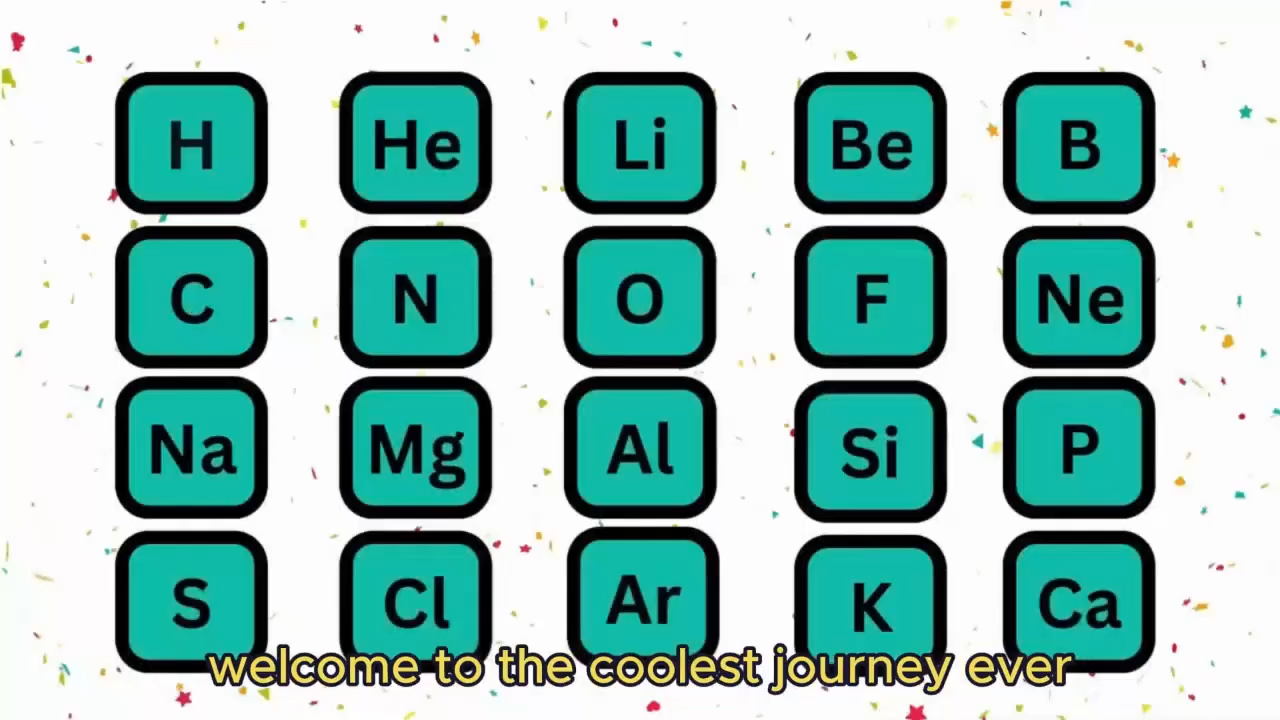 H He Li Be B
C N O F Ne
Na Mg Al Si P
S Cl Ar K Ca
welcome to the coolest journey ever